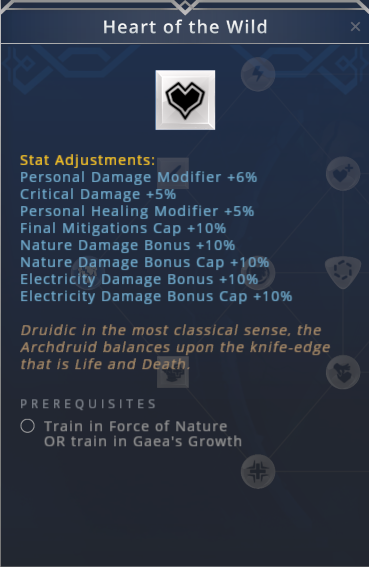 Heart of the Wild
Stat Adjustments:
Personal Damage Modifier +6%
Critical Damage +5%
Personal Healing Modifier +5%
Final Mitigations Cap +10%
Nature Damage Bonus +10%
Nature Damage Bonus Cap +10%
Electricity Damage Bonus +10%
Electricity Damage Bonus Cap +10%
Druidic in the most classical sense, the
Archdruid balances upon the knife-edge
that is Life and Death.
PREREQUISITES
Train in Force of Nature
OR train in Gaea's Growth